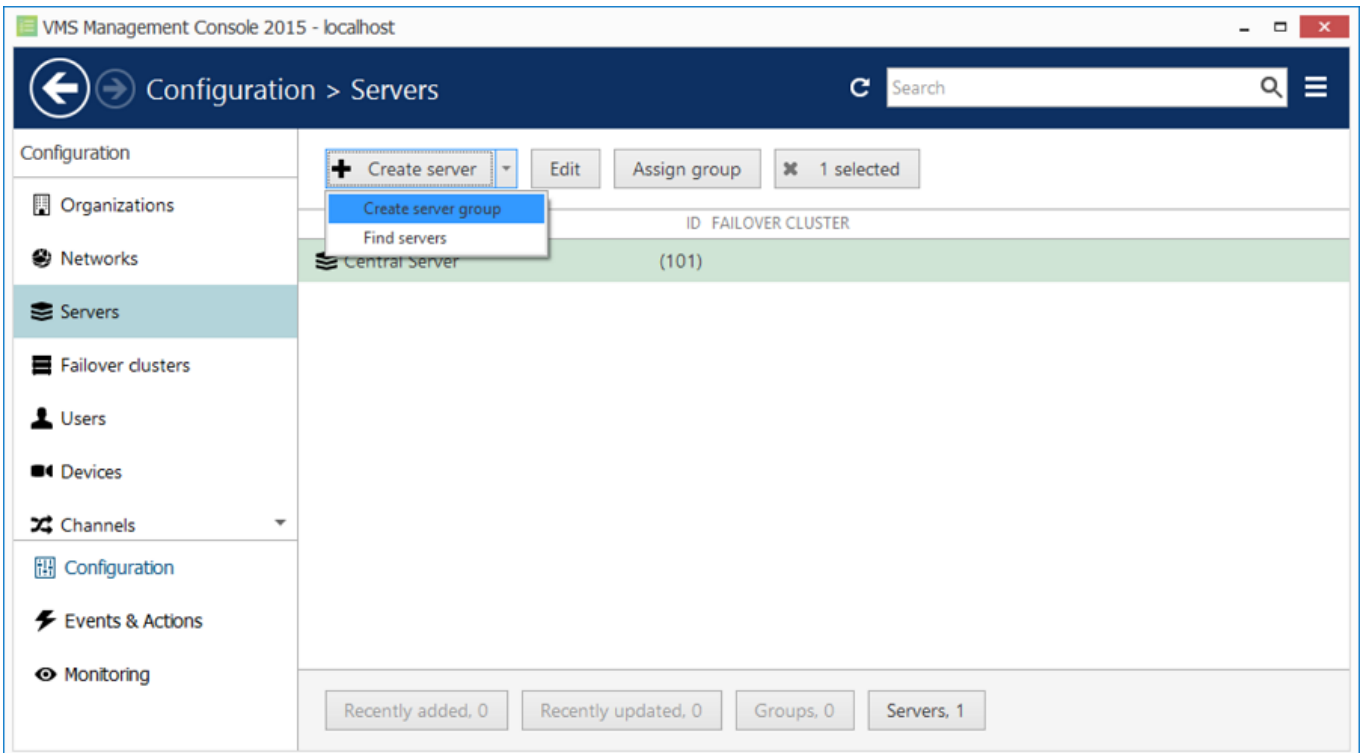 VMS Management Console 2015 - localhost
Configuration > Servers
Search
Configuration
Organizations
Networks
Servers
Failover clusters
Users
Devices
Channels
Configuration
Events & Actions
Monitoring
Create server
Edit
Assign group
1 selected
Create server group
Find servers
ID FAILOVER CLUSTER
Central Server (101)
Recently added, 0
Recently updated, 0
Groups, 0
Servers, 1